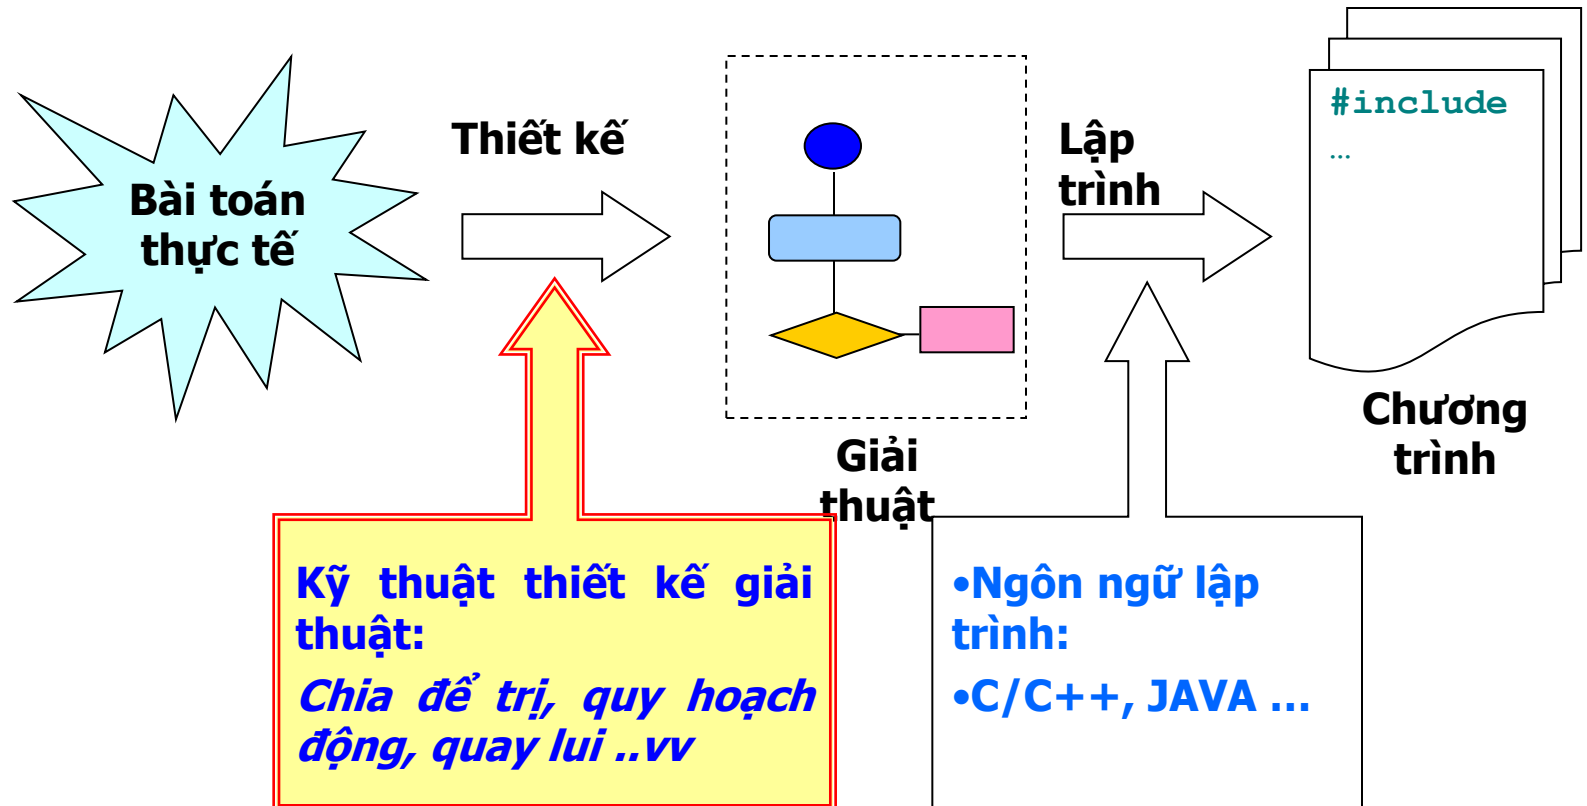 Bài toán
thực tế
Thiết kế
Giải
thuật
Lập
trình
#include
...
Chương
trình
Kỹ thuật thiết kế giải
thuật:
Chia để trị, quy hoạch
động, quay lui ..vv
•Ngôn ngữ lập
trình:
•C/C++, JAVA ...